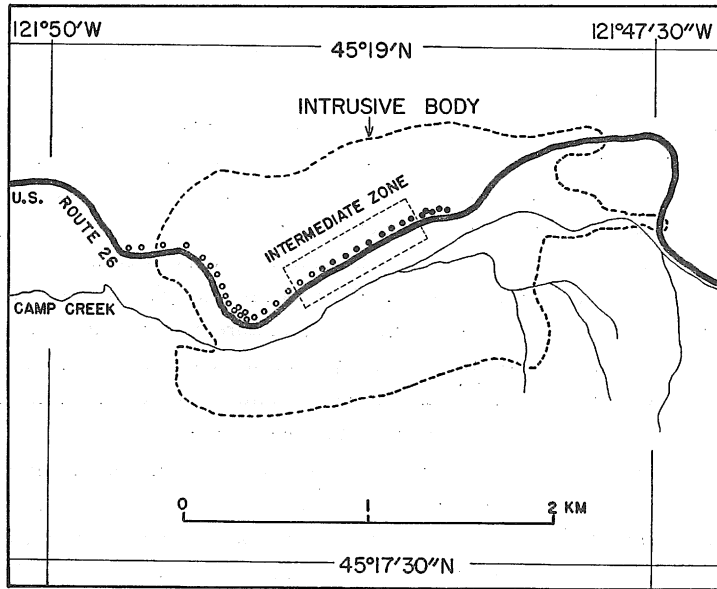 121°50'W
45°19'N
121°47'30"W
INTRUSIVE BODY
U.S.
ROUTE 26
INTERMEDIATE ZONE
CAMP CREEK
0
1
2 KM
45°17'30"N